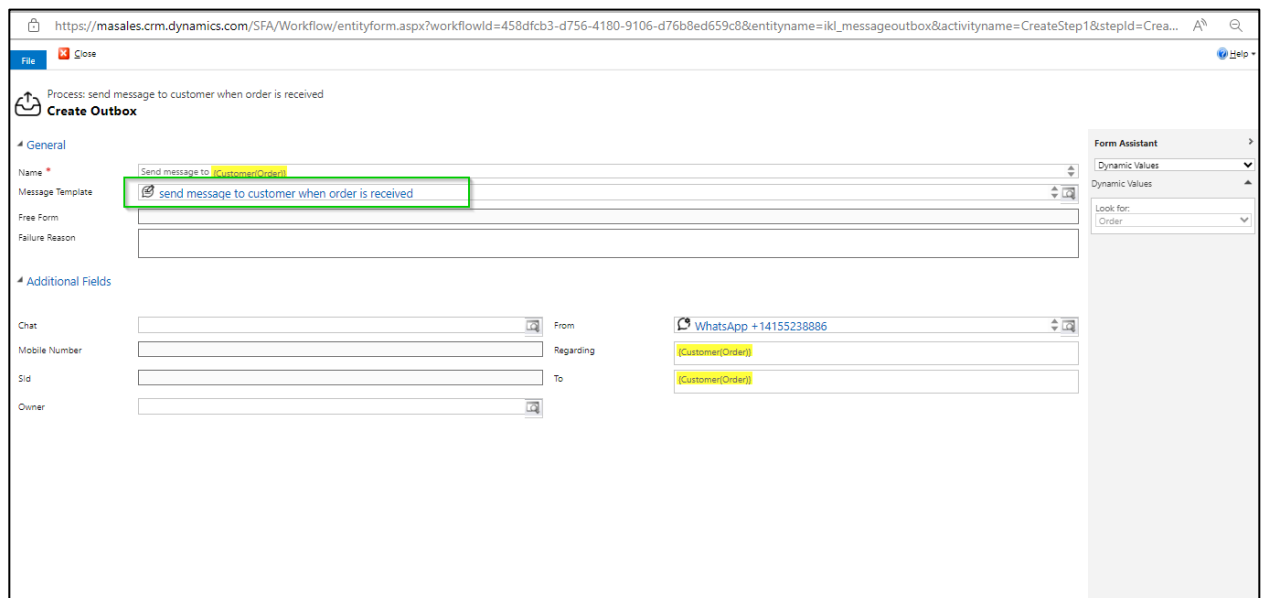 https://masales.crm.dynamics.com/SFA/Workflow/entityform.aspx?workflowId=458dfcb3-d756-4180-9106-d76b8ed659c8&entityname=ikl_messageoutbox&activityname=CreateStep1&stepId=Crea...
File
Close
Help
Process: send message to customer when order is received
Create Outbox
General
Name *
Send message to {Customer(Order)}
Message Template
send message to customer when order is received
Free Form
Failure Reason
Additional Fields
Chat
From
WhatsApp +14155238886
Mobile Number
Regarding
{Customer(Order)}
SId
To
{Customer(Order)}
Owner
Form Assistant
Dynamic Values
Dynamic Values
Look for:
Order